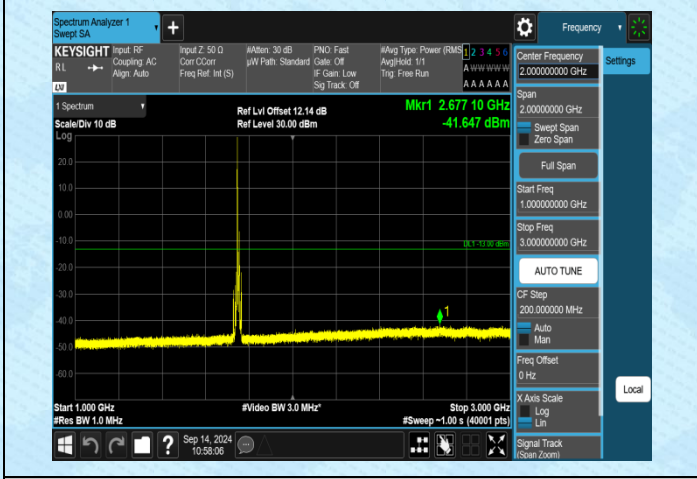 Spectrum Analyzer 1
Swept SA
+
Frequency
KEYSIGHT
RL
LXI
Input: RF
Coupling: AC
Align: Auto
Input Z: 50 Ω
Corr CCorr
Freq Ref: Int (S)
#Atten: 30 dB
µW Path: Standard
PNO: Fast
Gate: Off
IF Gain: Low
Sig Track: Off
#Avg Type: Power (RMS
Avg|Hold: 1/1
Trig: Free Run
1 2 3 4 5 6
A W W W W W
A A A A A A
1 Spectrum
Scale/Div 10 dB
Ref Lvl Offset 12.14 dB
Ref Level 30.00 dBm
Mkr1 2.677 10 GHz
-41.647 dBm
Log
20.0
10.0
0.00
-10.0
-20.0
-30.0
-40.0
-50.0
-60.0
DL1 -13.00 dBm
1
Start 1.000 GHz
#Res BW 1.0 MHz
#Video BW 3.0 MHz*
Stop 3.000 GHz
#Sweep ~1.00 s (40001 pts)
?
Sep 14, 2024
10:58:06
Center Frequency
2.000000000 GHz
Span
2.00000000 GHz
Swept Span
Zero Span
Full Span
Start Freq
1.000000000 GHz
Stop Freq
3.000000000 GHz
AUTO TUNE
CF Step
200.000000 MHz
Auto
Man
Freq Offset
0 Hz
X Axis Scale
Log
Lin
Signal Track
(Span Zoom)
Settings
Local